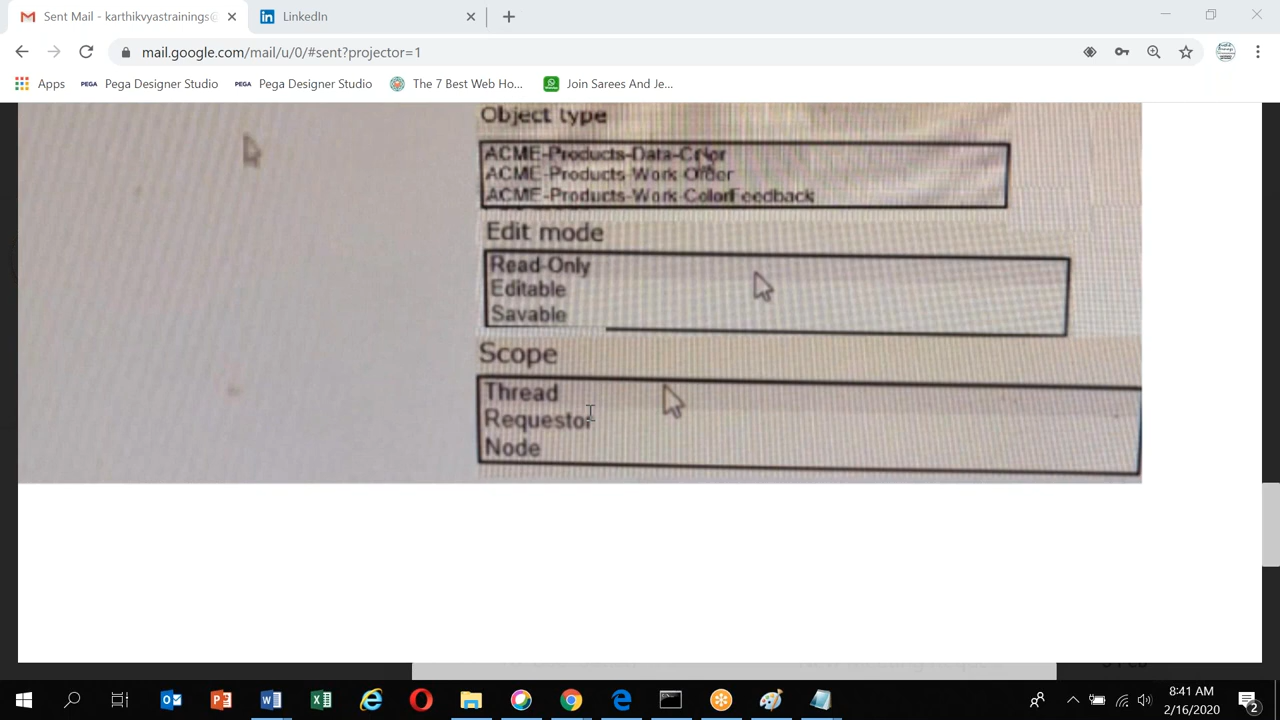 Sent Mail - karthikvyastrainings@
LinkedIn
mail.google.com/mail/u/0/#sent?projector=1
Apps
PEGA Pega Designer Studio
PEGA Pega Designer Studio
The 7 Best Web Ho...
Join Sarees And Je...
Object type
ACME-Products-Data-Color
ACME-Products-Work-Order
ACME-Products-Work-ColorFeedback
Edit mode
Read-Only
Editable
Savable
Scope
Thread
Requestor
Node
8:41 AM
2/16/2020
2